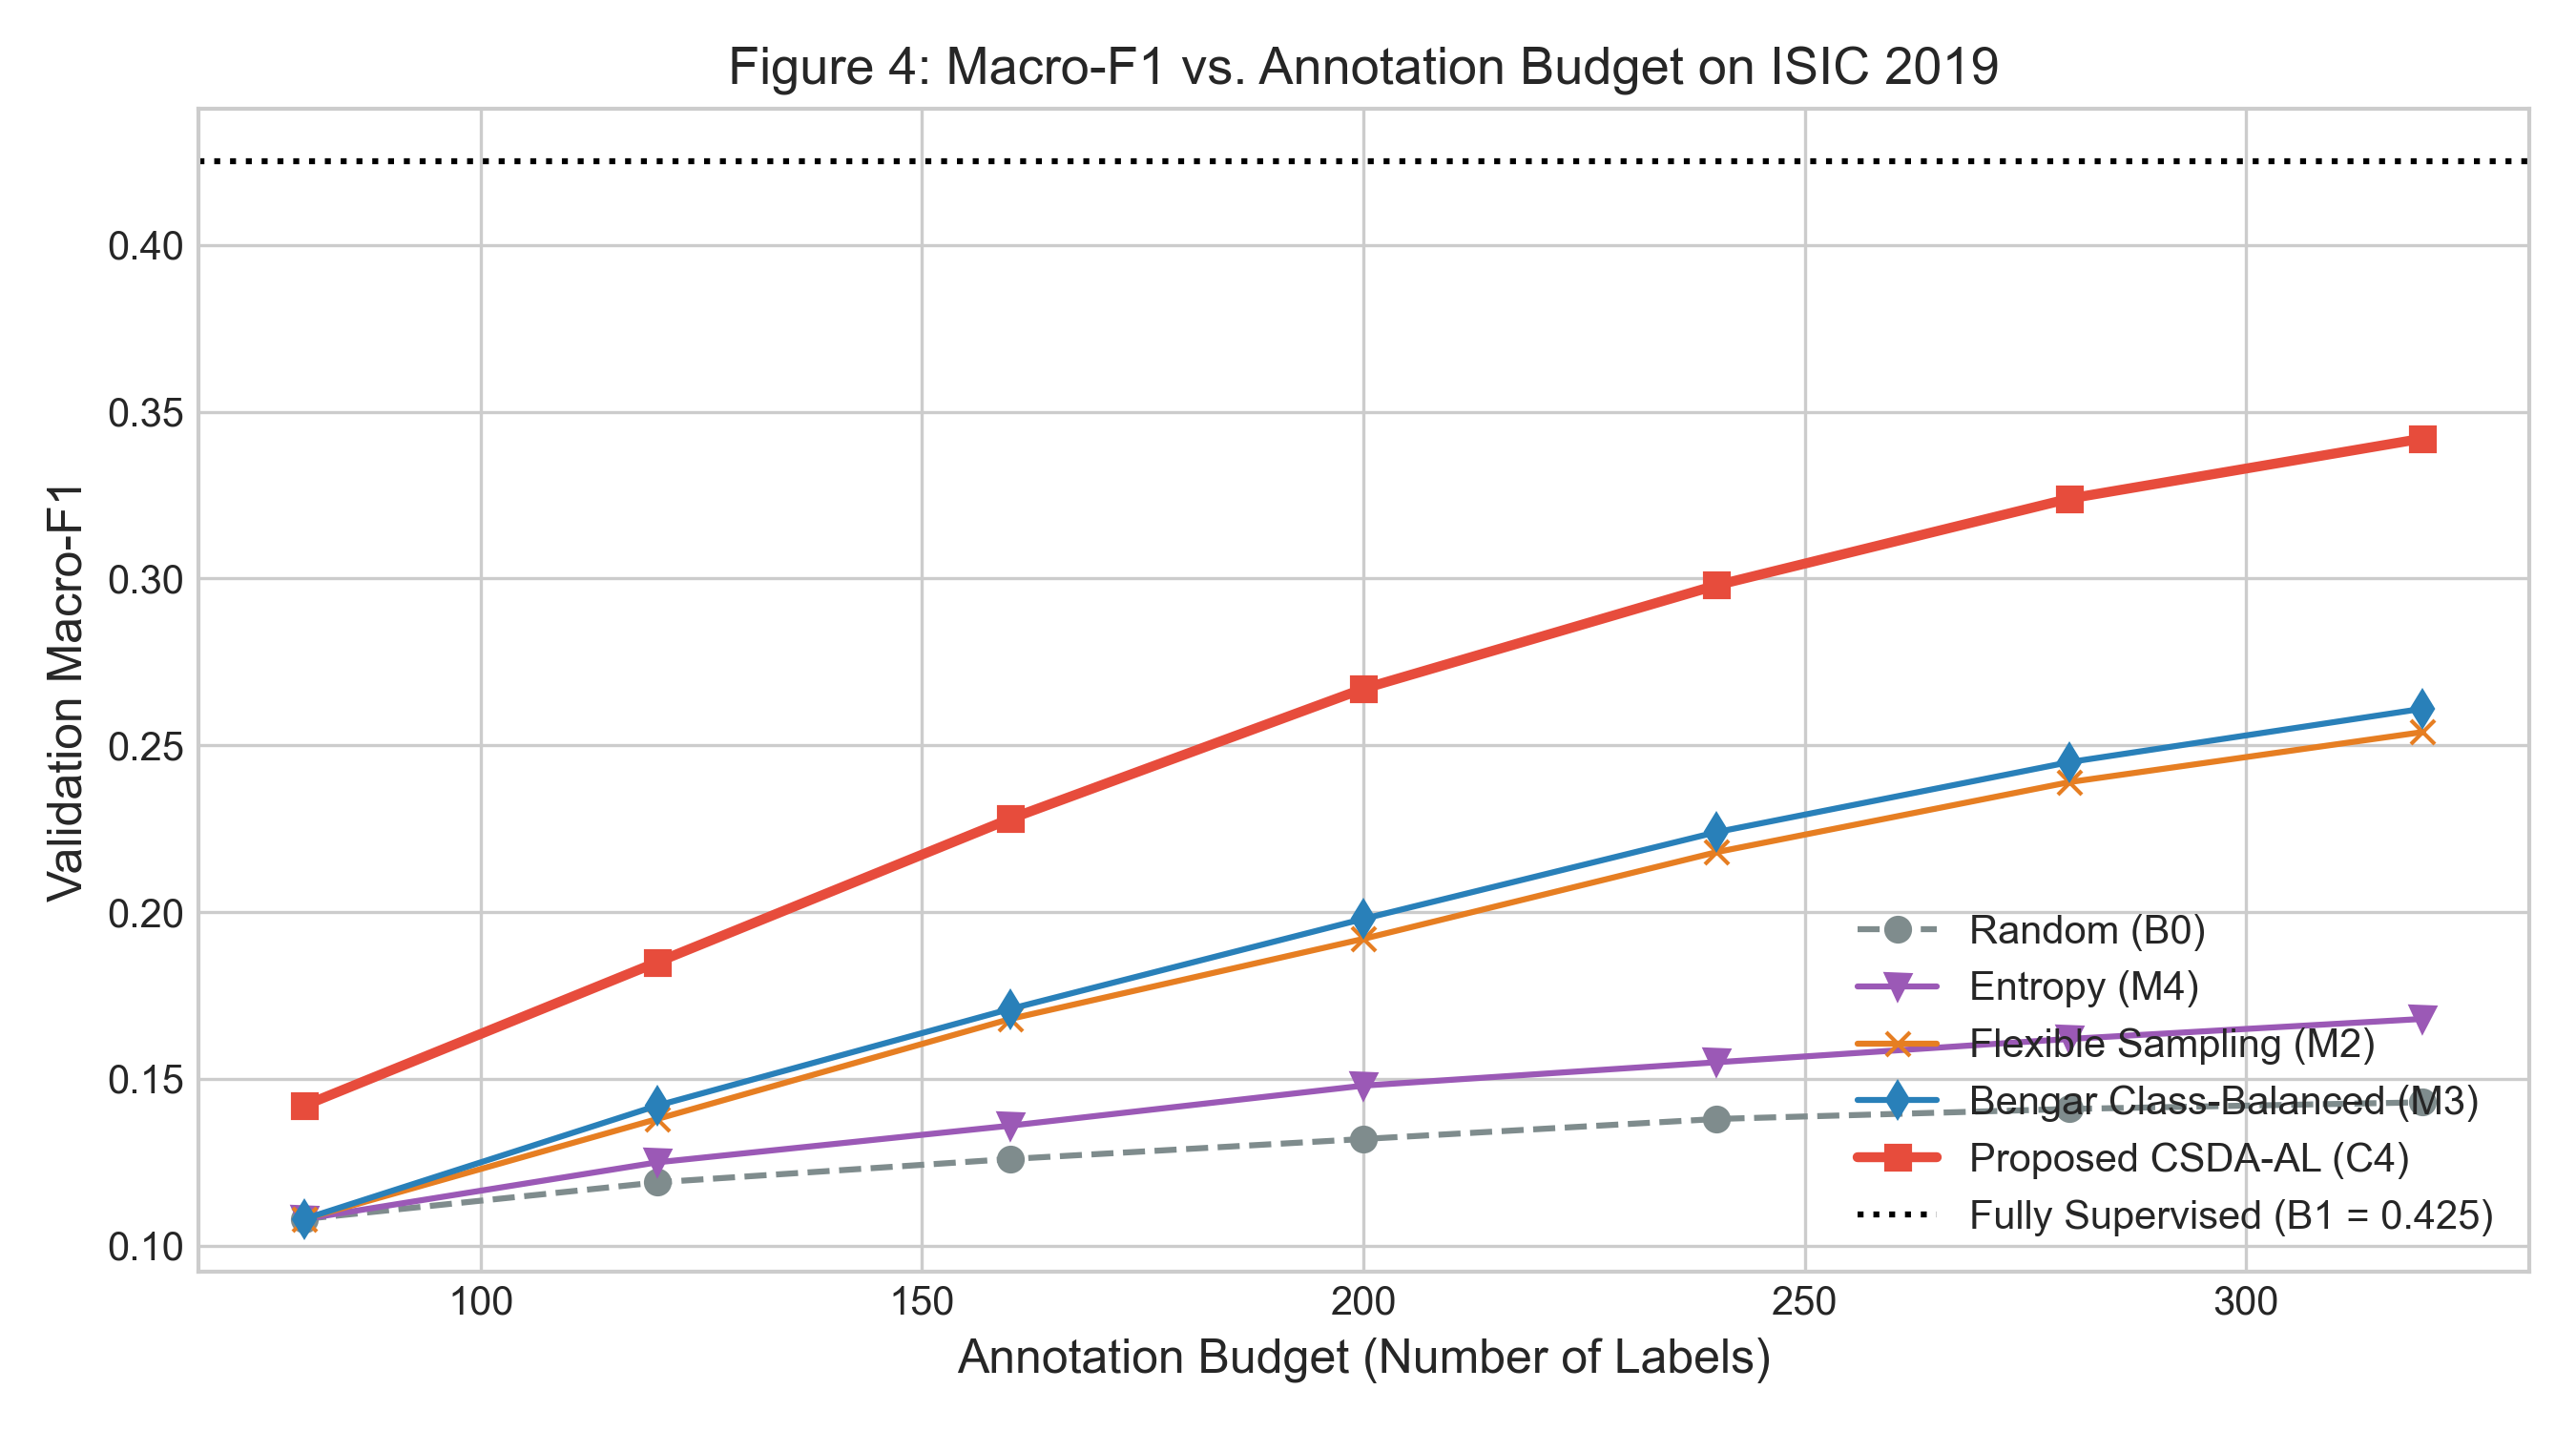 Figure 4: Macro-F1 vs. Annotation Budget on ISIC 2019
Validation Macro-F1
0.40
0.35
0.30
0.25
0.20
0.15
0.10
Random (B0)
Entropy (M4)
Flexible Sampling (M2)
Bengar Class-Balanced (M3)
Proposed CSDA-AL (C4)
Fully Supervised (B1 = 0.425)
100
150
200
250
300
Annotation Budget (Number of Labels)